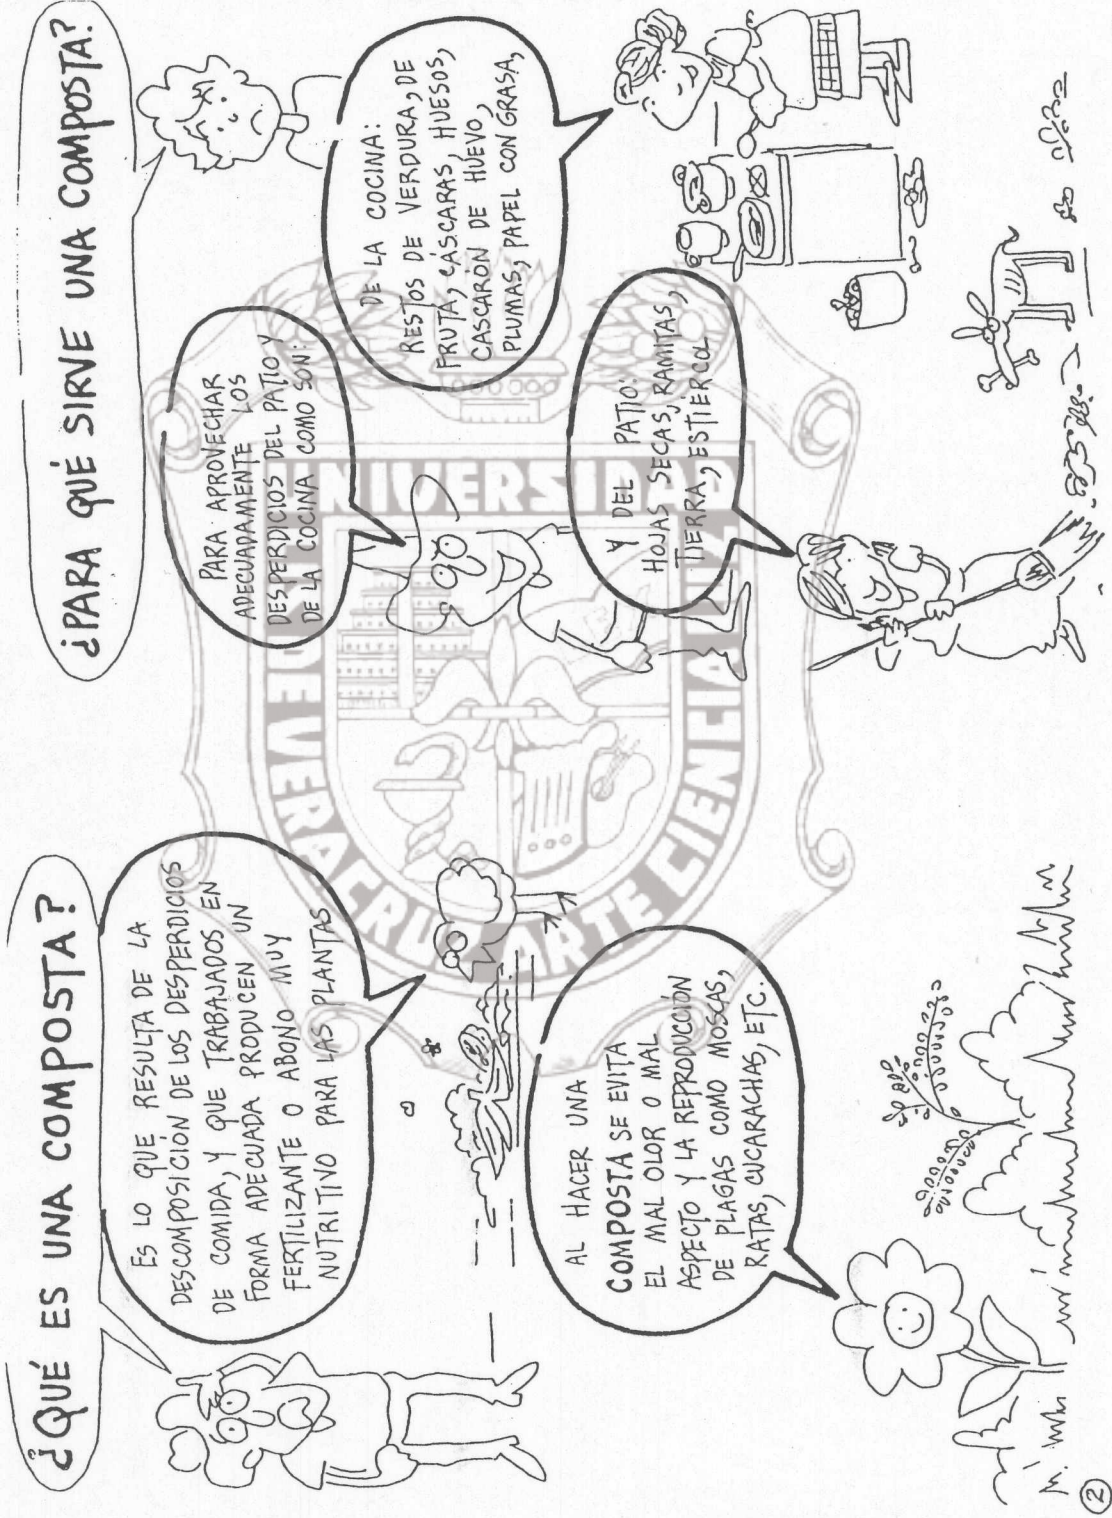 ¿QUÉ ES UNA COMPOSTA?
ES LO QUE RESULTA DE LA
DESCOMPOSICIÓN DE LOS DESPERDICIOS
DE COMIDA, Y QUE TRABAJADOS EN
FORMA ADECUADA PRODUCEN UN
FERTILIZANTE O ABONO MUY
NUTRITIVO PARA LAS PLANTAS
AL HACER UNA
COMPOSTA SE EVITA
EL MAL OLOR O MAL
ASPECTO Y LA REPRODUCCIÓN
DE PLAGAS COMO MOSCAS,
RATAS, CUCARACHAS, ETC.
¿PARA QUÉ SIRVE UNA COMPOSTA?
PARA APROVECHAR
ADECUADAMENTE LOS
DESPERDICIOS DEL PATIO Y
DE LA COCINA COMO SON:
DE LA COCINA:
RESTOS DE VERDURA, DE
FRUTA, CÁSCARAS, HUESOS,
CASCARÓN DE HUEVO,
PLUMAS, PAPEL CON GRASA,
Y DEL PATIO:
HOJAS SECAS, RAMITAS,
TIERRA, ESTIERCOL
UNIVERSIDAD
DE VERACRUZ
ARTE CIENCIA
2